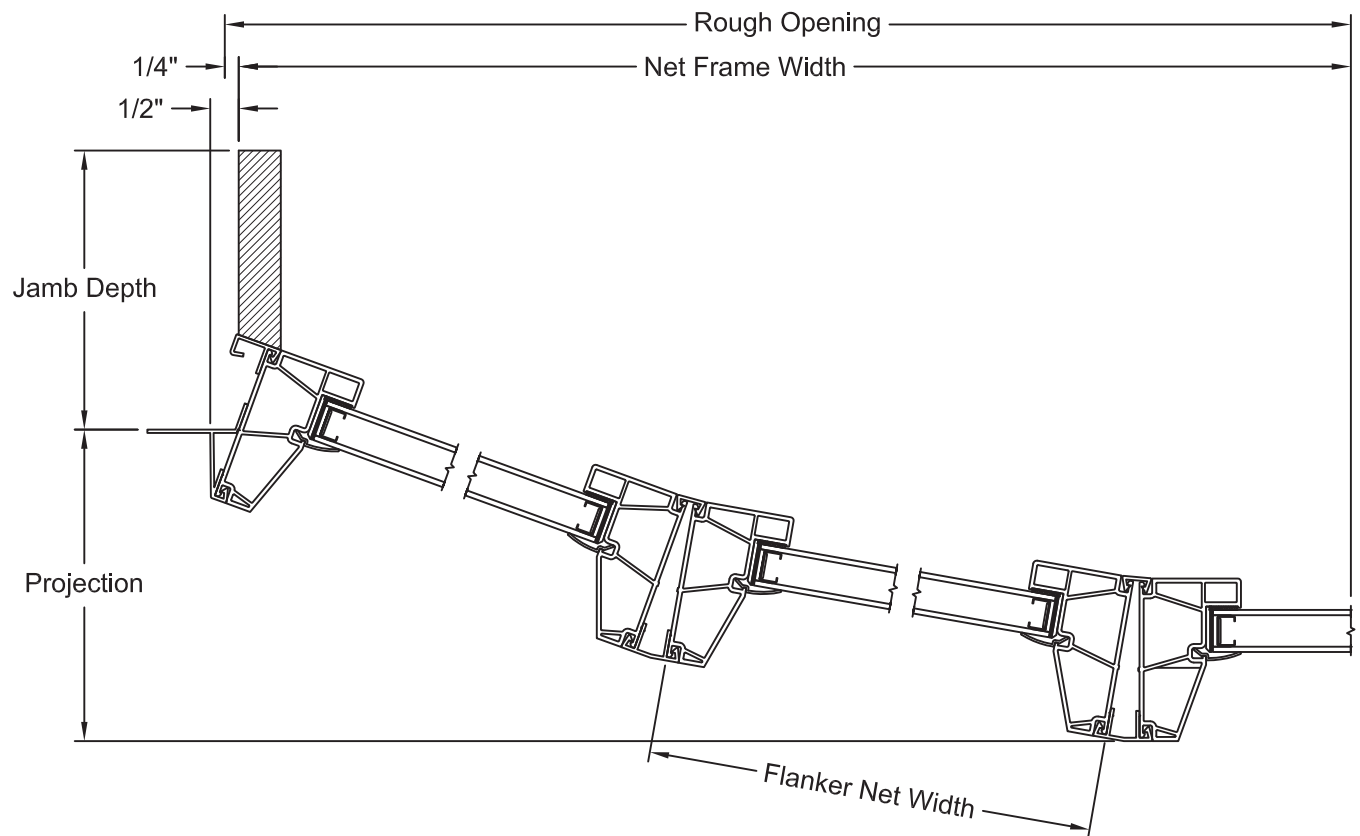 Rough Opening
1/4"
Net Frame Width
1/2"
Jamb Depth
Projection
Flanker Net Width